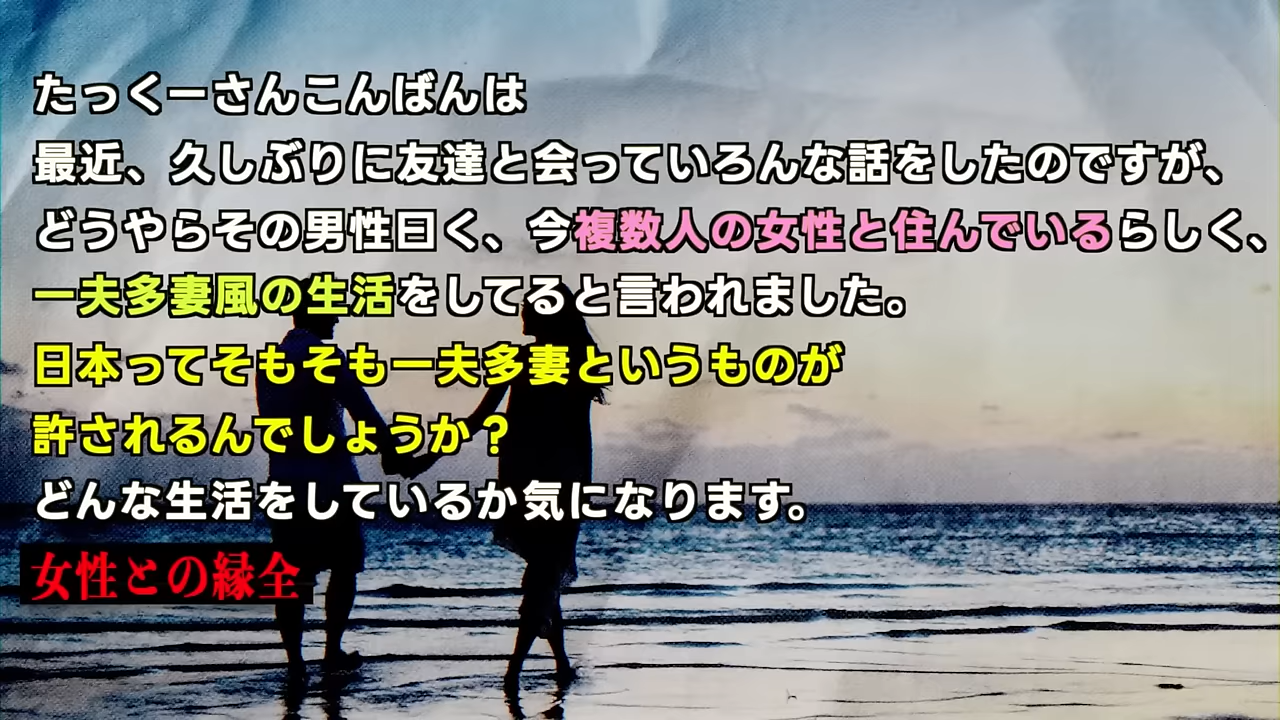 たっくーさんこんばんは
最近、久しぶりに友達と会っていろんな話をしたのですが、
どうやらその男性曰く、今複数人の女性と住んでいるらしく、
一夫多妻風の生活をしてると言われました。
日本ってそもそも一夫多妻というものが
許されるんでしょうか？
どんな生活をしているか気になります。
女性との縁全